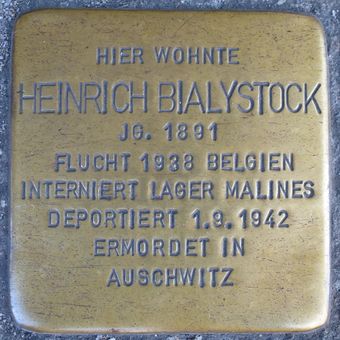 HIER WOHNTE
HEINRICH BIALYSTOCK
JG. 1891
FLUCHT 1938 BELGIEN
INTERNIERT LAGER MALINES
DEPORTIERT 1.9.1942
ERMORDET IN
AUSCHWITZ